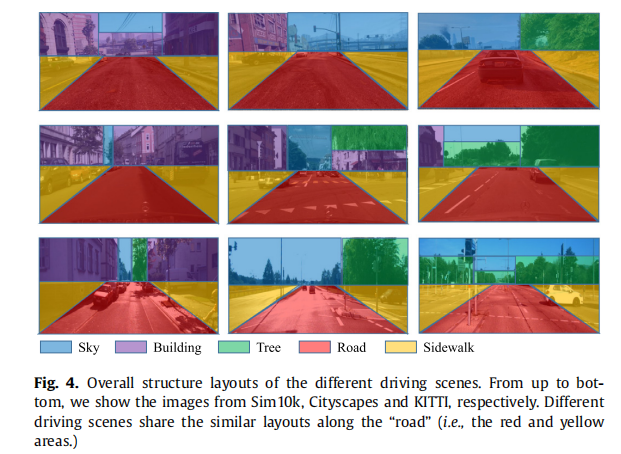 Sky Building Tree Road Sidewalk
Fig. 4. Overall structure layouts of the different driving scenes. From up to bot-
tom, we show the images from Sim10k, Cityscapes and KITTI, respectively. Different
driving scenes share the similar layouts along the “road” (i.e., the red and yellow
areas.)